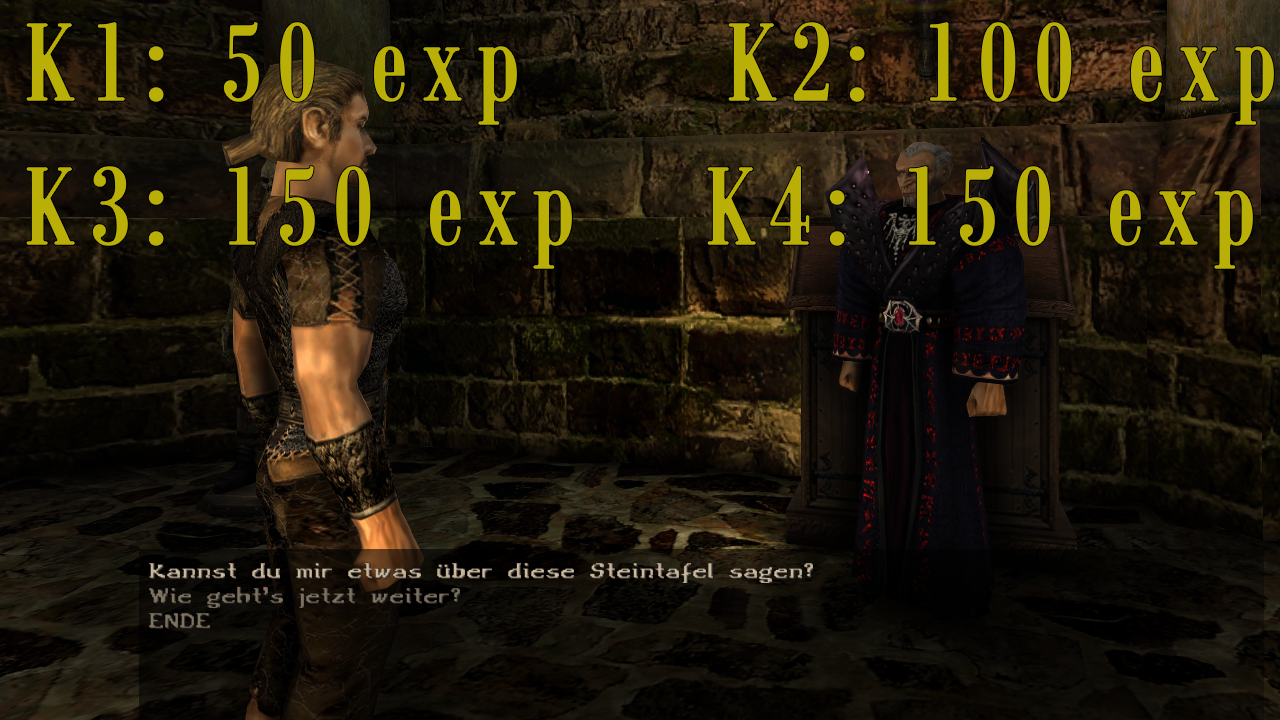 K1: 50 exp K2: 100 exp
K3: 150 exp K4: 150 exp
Kannst du mir etwas über diese Steintafel sagen?
Wie geht's jetzt weiter?
ENDE